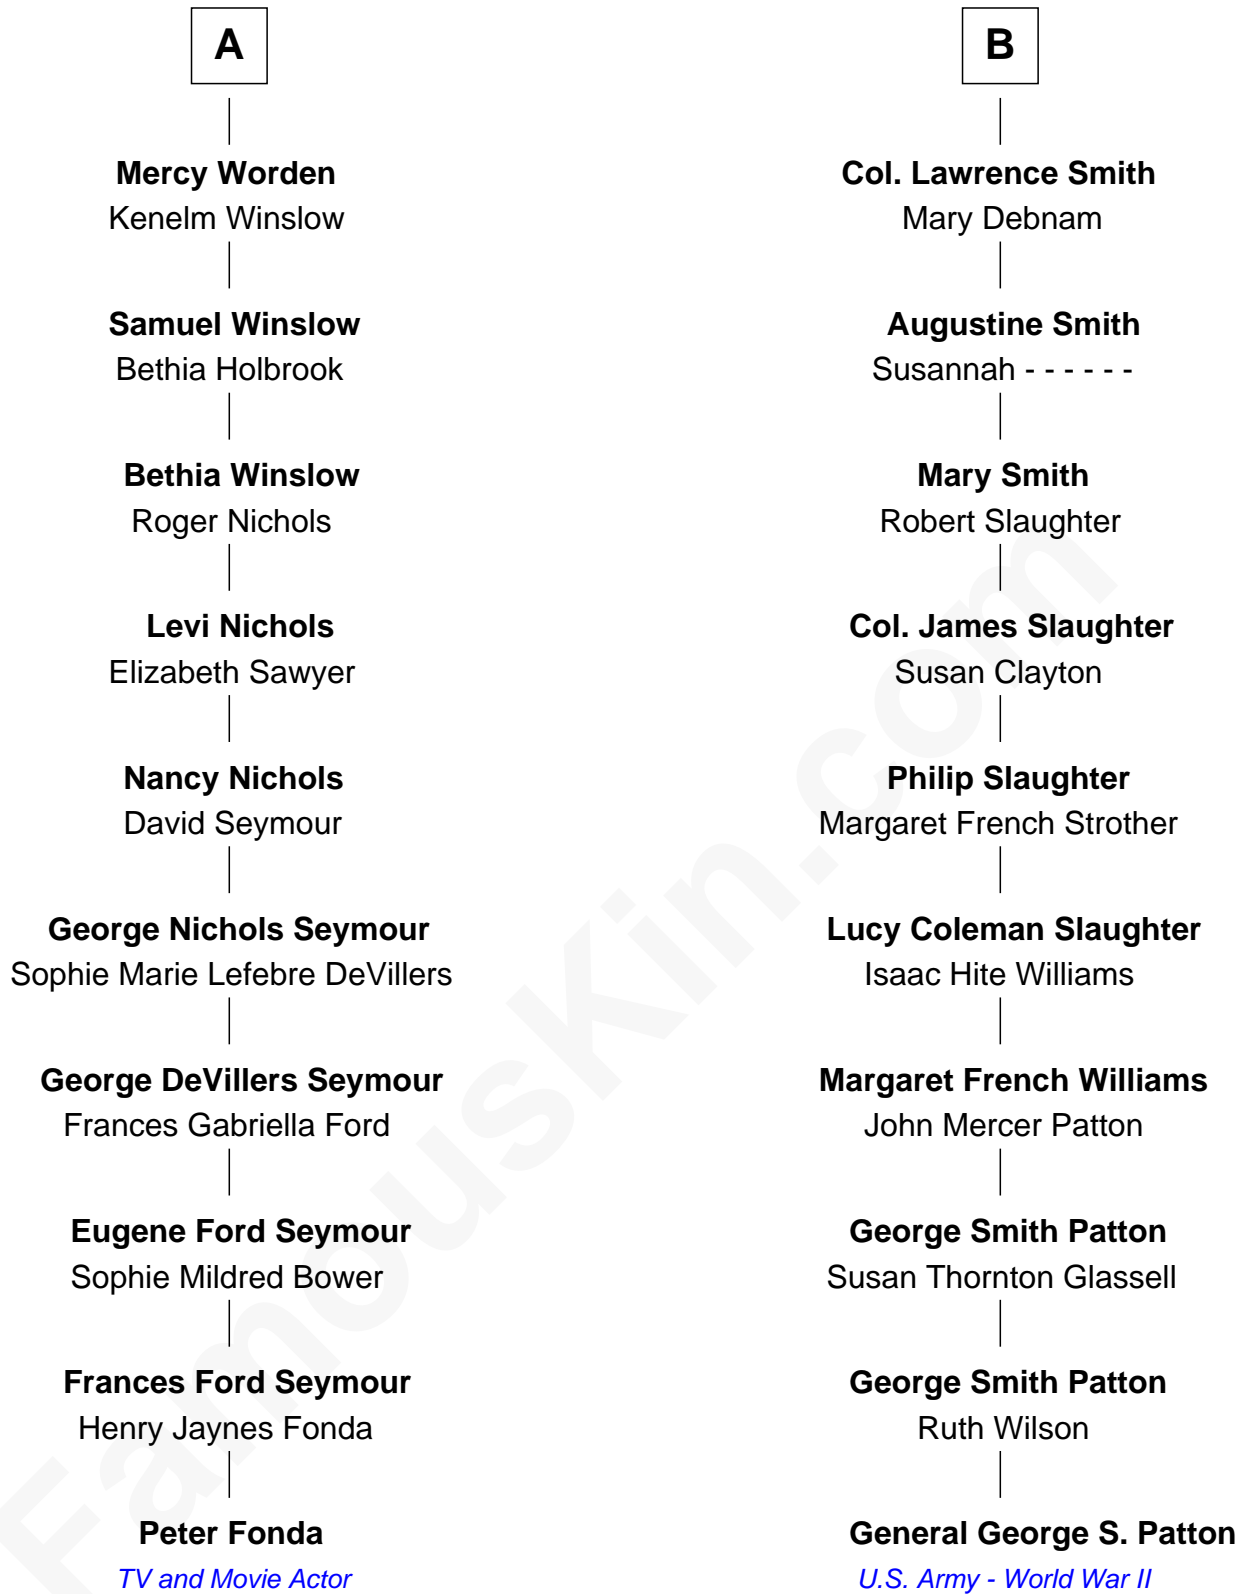 A
Mercy Worden
Kenelm Winslow
Samuel Winslow
Bethia Holbrook
Bethia Winslow
Roger Nichols
Levi Nichols
Elizabeth Sawyer
Nancy Nichols
David Seymour
George Nichols Seymour
Sophie Marie Lefebre DeVillers
George DeVillers Seymour
Frances Gabriella Ford
Eugene Ford Seymour
Sophie Mildred Bower
Frances Ford Seymour
Henry Jaynes Fonda
Peter Fonda
TV and Movie Actor
B
Col. Lawrence Smith
Mary Debnam
Augustine Smith
Susannah - - - - - -
Mary Smith
Robert Slaughter
Col. James Slaughter
Susan Clayton
Philip Slaughter
Margaret French Strother
Lucy Coleman Slaughter
Isaac Hite Williams
Margaret French Williams
John Mercer Patton
George Smith Patton
Susan Thornton Glassell
George Smith Patton
Ruth Wilson
General George S. Patton
U.S. Army - World War II
FamousKin.com